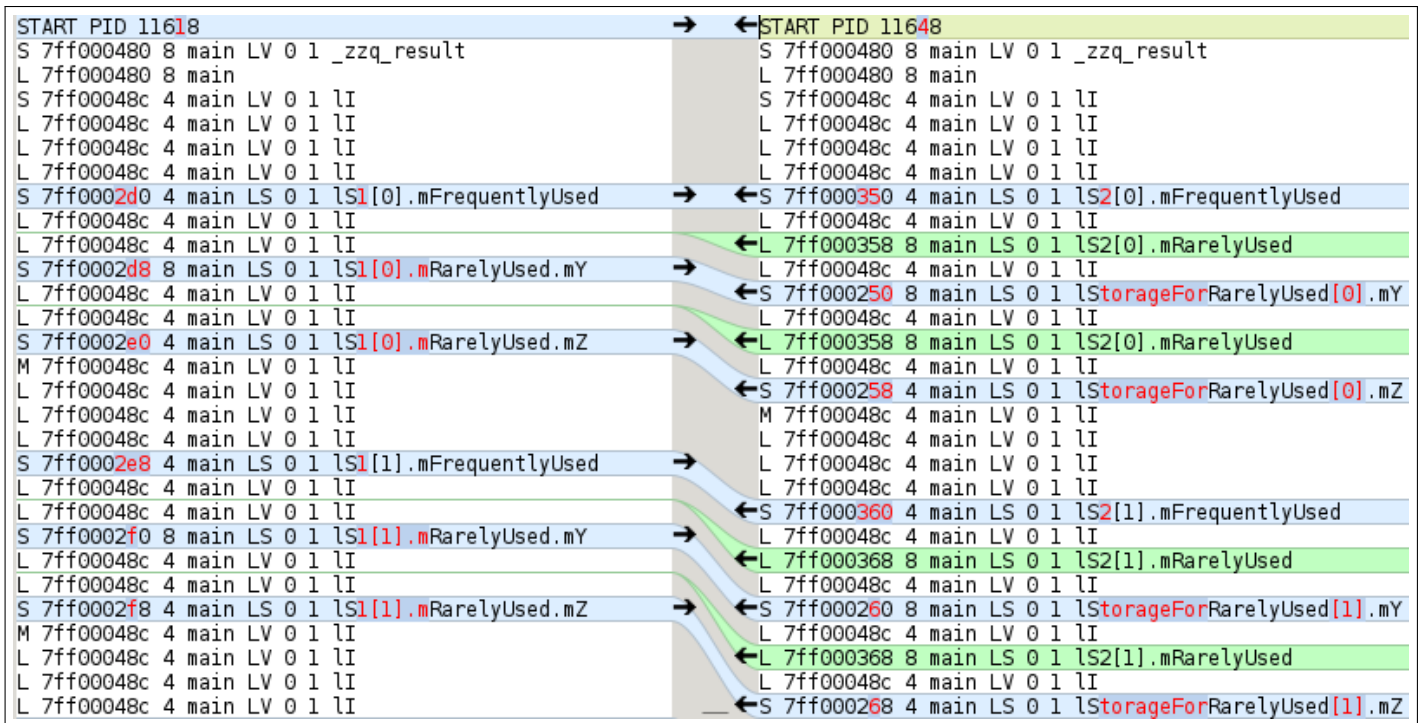 START PID 11618
S 7ff000480 8 main LV 0 1 _zzq_result
L 7ff000480 8 main
S 7ff00048c 4 main LV 0 1 lI
L 7ff00048c 4 main LV 0 1 lI
L 7ff00048c 4 main LV 0 1 lI
L 7ff00048c 4 main LV 0 1 lI
S 7ff0002d0 4 main LS 0 1 lS1[0].mFrequentlyUsed
L 7ff00048c 4 main LV 0 1 lI
L 7ff00048c 4 main LV 0 1 lI
S 7ff0002d8 8 main LS 0 1 lS1[0].mRarelyUsed.mY
L 7ff00048c 4 main LV 0 1 lI
L 7ff00048c 4 main LV 0 1 lI
S 7ff0002e0 4 main LS 0 1 lS1[0].mRarelyUsed.mZ
M 7ff00048c 4 main LV 0 1 lI
L 7ff00048c 4 main LV 0 1 lI
L 7ff00048c 4 main LV 0 1 lI
L 7ff00048c 4 main LV 0 1 lI
S 7ff0002e8 4 main LS 0 1 lS1[1].mFrequentlyUsed
L 7ff00048c 4 main LV 0 1 lI
L 7ff00048c 4 main LV 0 1 lI
S 7ff0002f0 8 main LS 0 1 lS1[1].mRarelyUsed.mY
L 7ff00048c 4 main LV 0 1 lI
L 7ff00048c 4 main LV 0 1 lI
S 7ff0002f8 4 main LS 0 1 lS1[1].mRarelyUsed.mZ
M 7ff00048c 4 main LV 0 1 lI
L 7ff00048c 4 main LV 0 1 lI
L 7ff00048c 4 main LV 0 1 lI
L 7ff00048c 4 main LV 0 1 lI
START PID 11648
S 7ff000480 8 main LV 0 1 _zzq_result
L 7ff000480 8 main
S 7ff00048c 4 main LV 0 1 lI
L 7ff00048c 4 main LV 0 1 lI
L 7ff00048c 4 main LV 0 1 lI
L 7ff00048c 4 main LV 0 1 lI
S 7ff000350 4 main LS 0 1 lS2[0].mFrequentlyUsed
L 7ff00048c 4 main LV 0 1 lI
L 7ff000358 8 main LS 0 1 lS2[0].mRarelyUsed
L 7ff00048c 4 main LV 0 1 lI
S 7ff000250 8 main LS 0 1 lStorageForRarelyUsed[0].mY
L 7ff00048c 4 main LV 0 1 lI
L 7ff000358 8 main LS 0 1 lS2[0].mRarelyUsed
L 7ff00048c 4 main LV 0 1 lI
S 7ff000258 4 main LS 0 1 lStorageForRarelyUsed[0].mZ
M 7ff00048c 4 main LV 0 1 lI
L 7ff00048c 4 main LV 0 1 lI
L 7ff00048c 4 main LV 0 1 lI
L 7ff00048c 4 main LV 0 1 lI
S 7ff000360 4 main LS 0 1 lS2[1].mFrequentlyUsed
L 7ff00048c 4 main LV 0 1 lI
L 7ff000368 8 main LS 0 1 lS2[1].mRarelyUsed
L 7ff00048c 4 main LV 0 1 lI
S 7ff000260 8 main LS 0 1 lStorageForRarelyUsed[1].mY
L 7ff00048c 4 main LV 0 1 lI
L 7ff000368 8 main LS 0 1 lS2[1].mRarelyUsed
L 7ff00048c 4 main LV 0 1 lI
S 7ff000268 4 main LS 0 1 lStorageForRarelyUsed[1].mZ